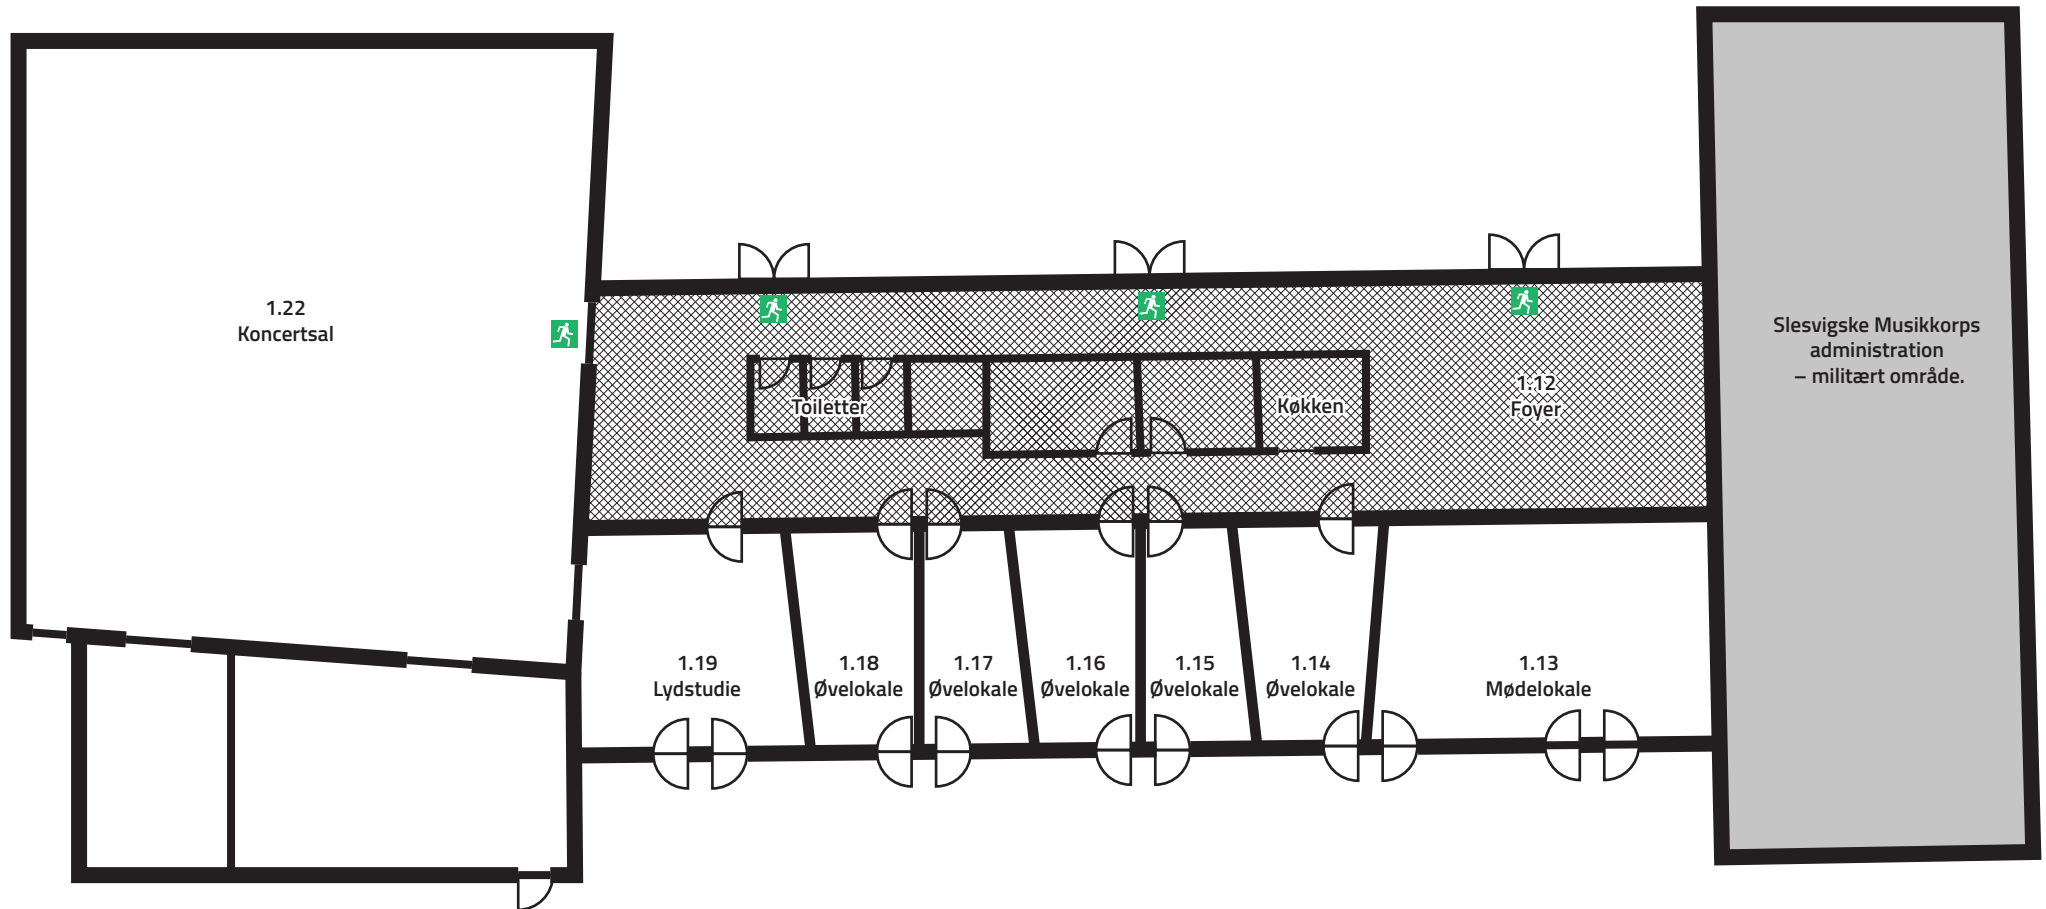 1.22
Koncertsal
Toiletter
Køkken
1.12
Foyer
Slesvigske Musikkorps
administration
– militært område.
1.19
Lydstudie
1.18
Øvelokale
1.17
Øvelokale
1.16
Øvelokale
1.15
Øvelokale
1.14
Øvelokale
1.13
Mødelokale